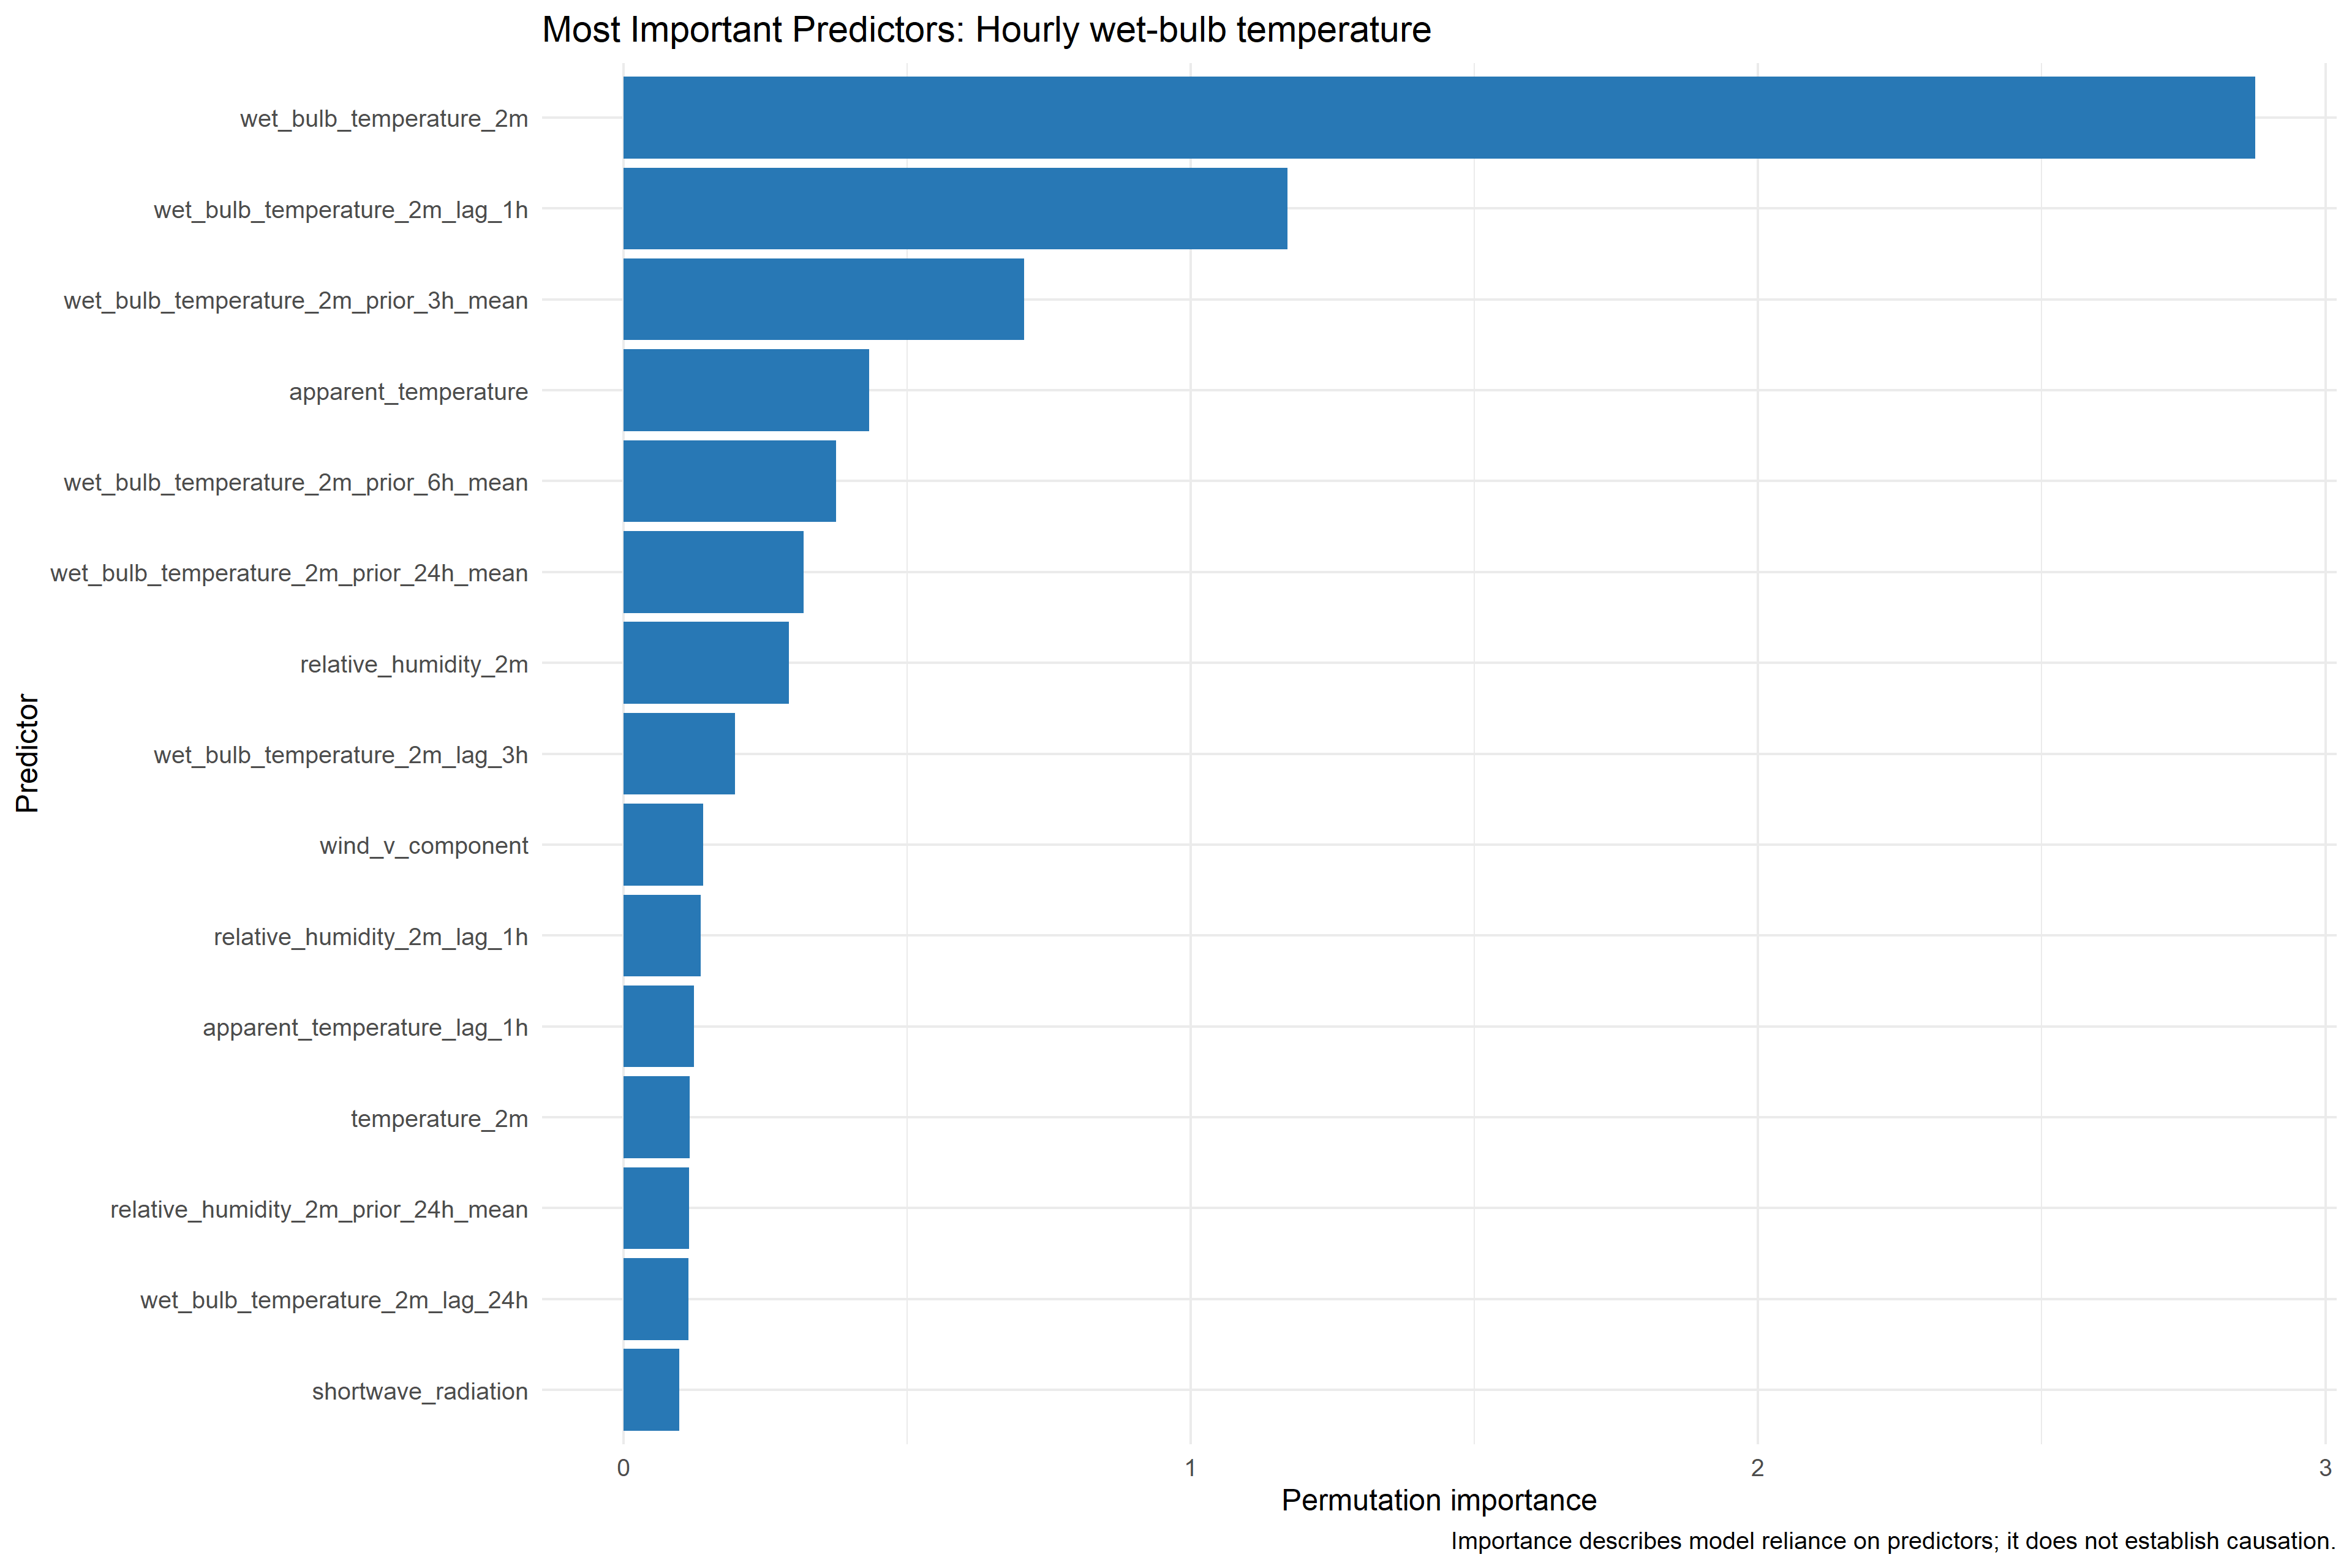 Most Important Predictors: Hourly wet-bulb temperature
Predictor
wet_bulb_temperature_2m
wet_bulb_temperature_2m_lag_1h
wet_bulb_temperature_2m_prior_3h_mean
apparent_temperature
wet_bulb_temperature_2m_prior_6h_mean
wet_bulb_temperature_2m_prior_24h_mean
relative_humidity_2m
wet_bulb_temperature_2m_lag_3h
wind_v_component
relative_humidity_2m_lag_1h
apparent_temperature_lag_1h
temperature_2m
relative_humidity_2m_prior_24h_mean
wet_bulb_temperature_2m_lag_24h
shortwave_radiation
0 1 2 3
Permutation importance
Importance describes model reliance on predictors; it does not establish causation.